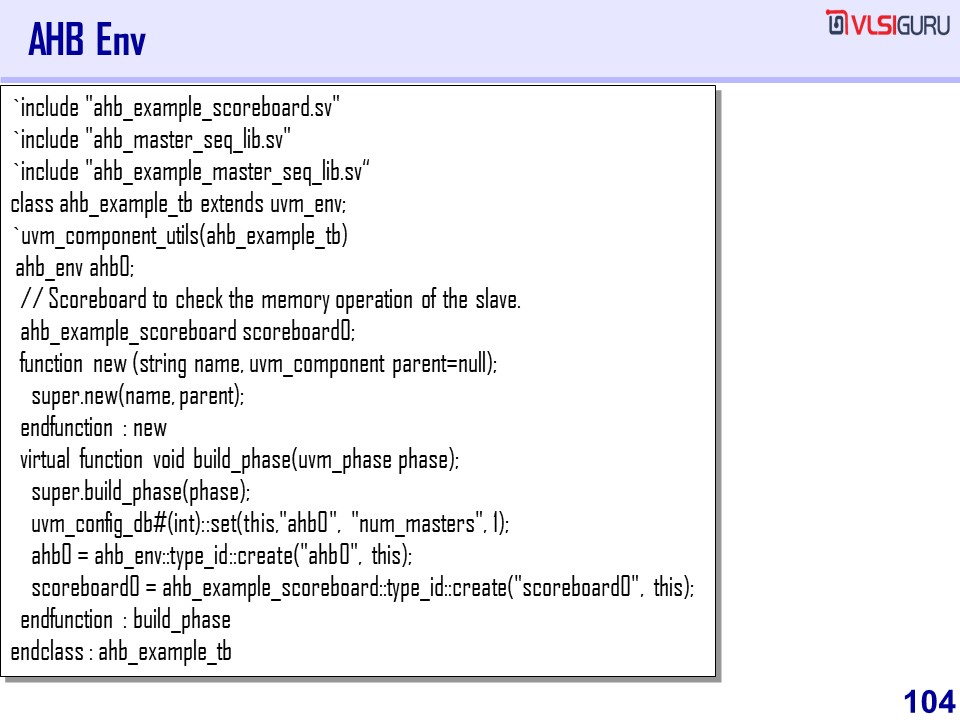 AHB Env
VLSIGURU
`include "ahb_example_scoreboard.sv"
`include "ahb_master_seq_lib.sv"
`include "ahb_example_master_seq_lib.sv“
class ahb_example_tb extends uvm_env;
`uvm_component_utils(ahb_example_tb)
ahb_env ahb0;
// Scoreboard to check the memory operation of the slave.
ahb_example_scoreboard scoreboard0;
function new (string name, uvm_component parent=null);
super.new(name, parent);
endfunction : new
virtual function void build_phase(uvm_phase phase);
super.build_phase(phase);
uvm_config_db#(int)::set(this,"ahb0", "num_masters", 1);
ahb0 = ahb_env::type_id::create("ahb0", this);
scoreboard0 = ahb_example_scoreboard::type_id::create("scoreboard0", this);
endfunction : build_phase
endclass : ahb_example_tb
104